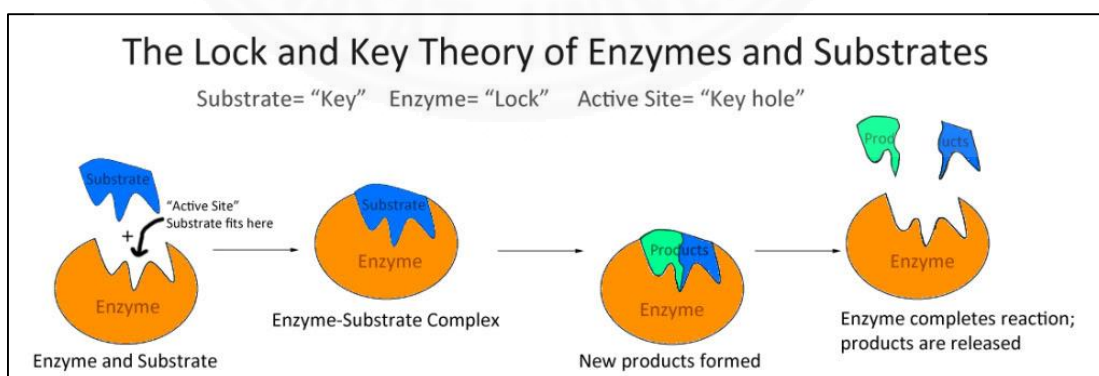 The Lock and Key Theory of Enzymes and Substrates
Substrate= “Key” Enzyme= “Lock” Active Site= “Key hole”
Substrate
“Active Site”
Substrate fits here
+
Enzyme
Enzyme and Substrate
Substrate
Enzyme
Enzyme-Substrate Complex
Products
Enzyme
New products formed
Prod
ucts
Enzyme
Enzyme completes reaction;
products are released